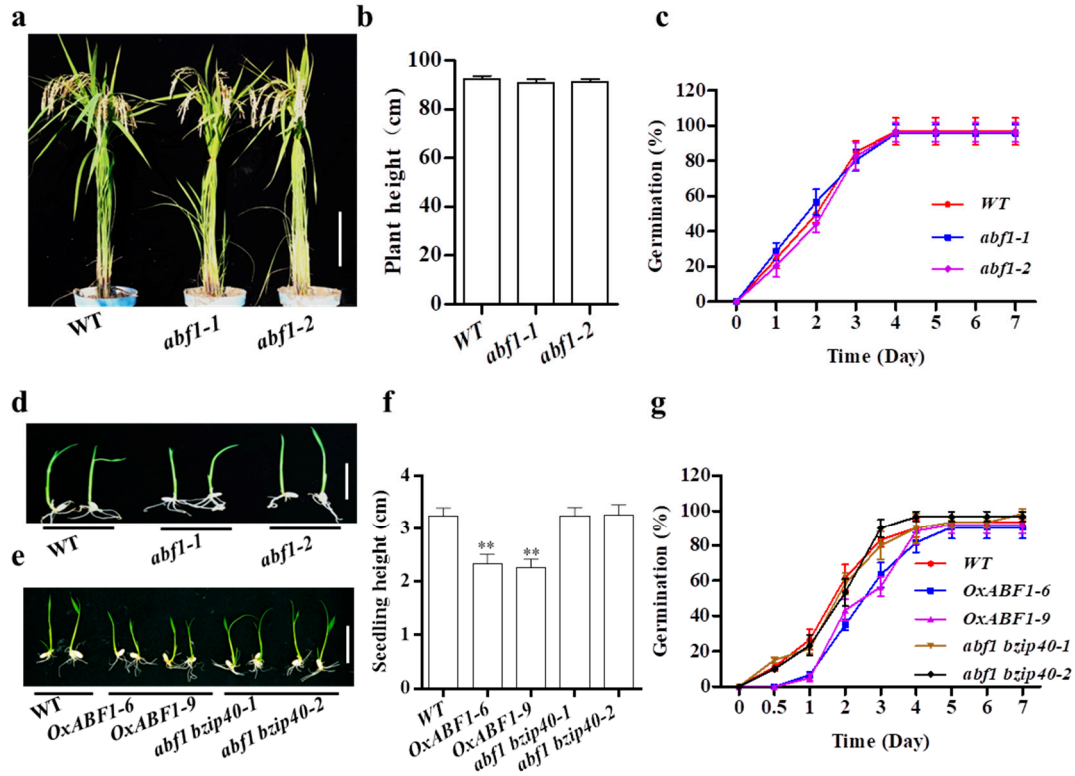 a
WT
abf1-1
abf1-2
b
Plant height (cm)
100
80
60
40
20
0
WT
abf1-1
abf1-2
c
Germination (%)
120
100
80
60
40
20
0
0 1 2 3 4 5 6 7
Time (Day)
WT
abf1-1
abf1-2
d
WT
abf1-1
abf1-2
e
WT
OxABF1-6
OxABF1-9
abf1 bzip40-1
abf1 bzip40-2
f
Seedling height (cm)
4
3
2
1
0
**
**
WT
OxABF1-6
OxABF1-9
abf1 bzip40-1
abf1 bzip40-2
g
Germination (%)
120
100
80
60
40
20
0
0 0.5 1 2 3 4 5 6 7
Time (Day)
WT
OxABF1-6
OxABF1-9
abf1 bzip40-1
abf1 bzip40-2